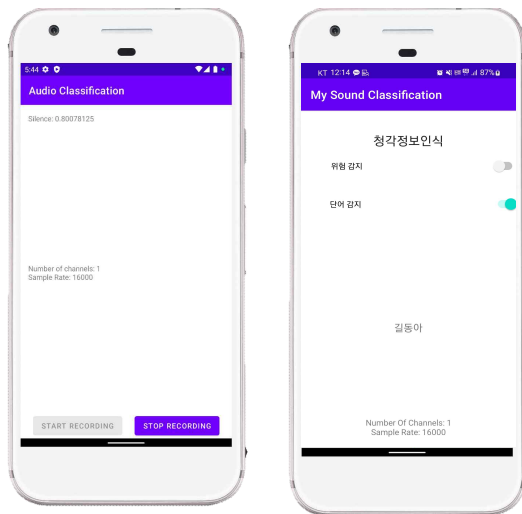 5:44
Audio Classification
Silence: 0.80078125
Number of channels: 1
Sample Rate: 16000
START RECORDING
STOP RECORDING
KT 12:14
87%
My Sound Classification
청각정보인식
위험 감지
단어 감지
길동아
Number Of Channels: 1
Sample Rate: 16000